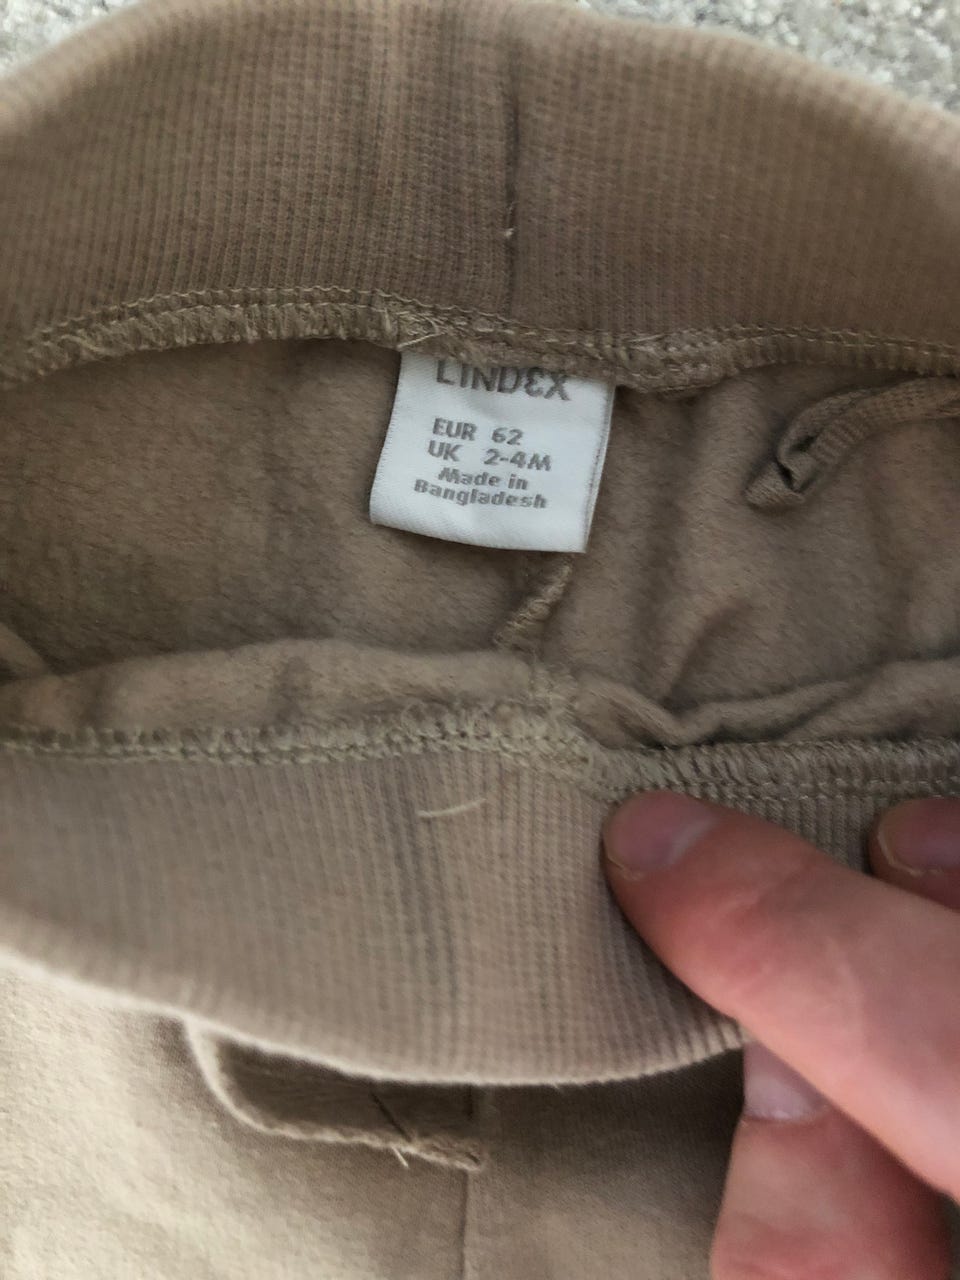 LINDEX
EUR 62
UK 2-4M
Made in
Bangladesh